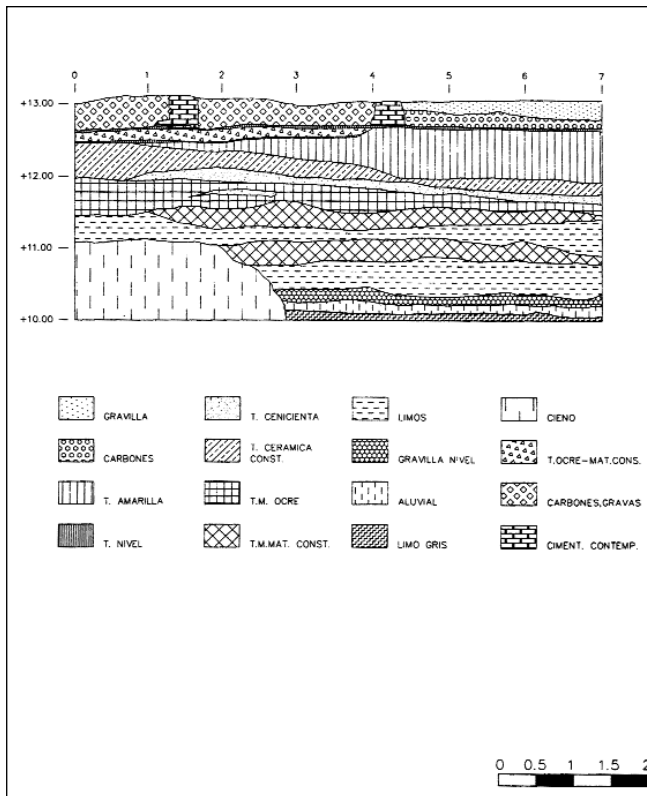 0 1 2 3 4 5 6 7
+13.00
+12.00
+11.00
+10.00
GRAVILLA T. CENICIENTA LIMOS CIENO
CARBONES T. CERAMICA CONST. GRAVILLA NIVEL T.OCRE-MAT.CONS.
T. AMARILLA T.M. OCRE ALUVIAL CARBONES,GRAVAS
T. NIVEL T.M.MAT. CONST. LIMO GRIS CIMENT. CONTEMP.
0 0.5 1 1.5 2